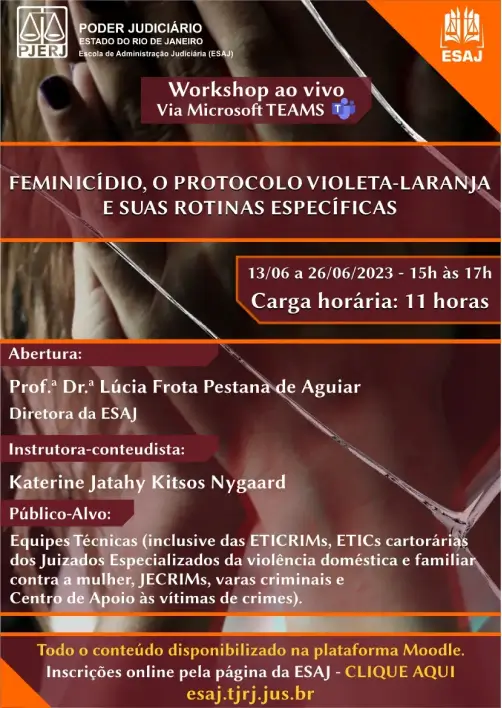 PJERJ
PODER JUDICIÁRIO
ESTADO DO RIO DE JANEIRO
Escola de Administração Judiciária (ESAJ)
ESAJ
Workshop ao vivo
Via Microsoft TEAMS
FEMINICÍDIO, O PROTOCOLO VIOLETA-LARANJA
E SUAS ROTINAS ESPECÍFICAS
13/06 a 26/06/2023 - 15h às 17h
Carga horária: 11 horas
Abertura:
Prof.ª Dr.ª Lúcia Frota Pestana de Aguiar
Diretora da ESAJ
Instrutora-conteudista:
Katerine Jatahy Kitsos Nygaard
Público-Alvo:
Equipes Técnicas (inclusive das ETICRIMs, ETICs cartorárias
dos Juizados Especializados da violência doméstica e familiar
contra a mulher, JECRIMs, varas criminais e
Centro de Apoio às vítimas de crimes).
Todo o conteúdo disponibilizado na plataforma Moodle.
Inscrições online pela página da ESAJ - CLIQUE AQUI
esaj.tjrj.jus.br